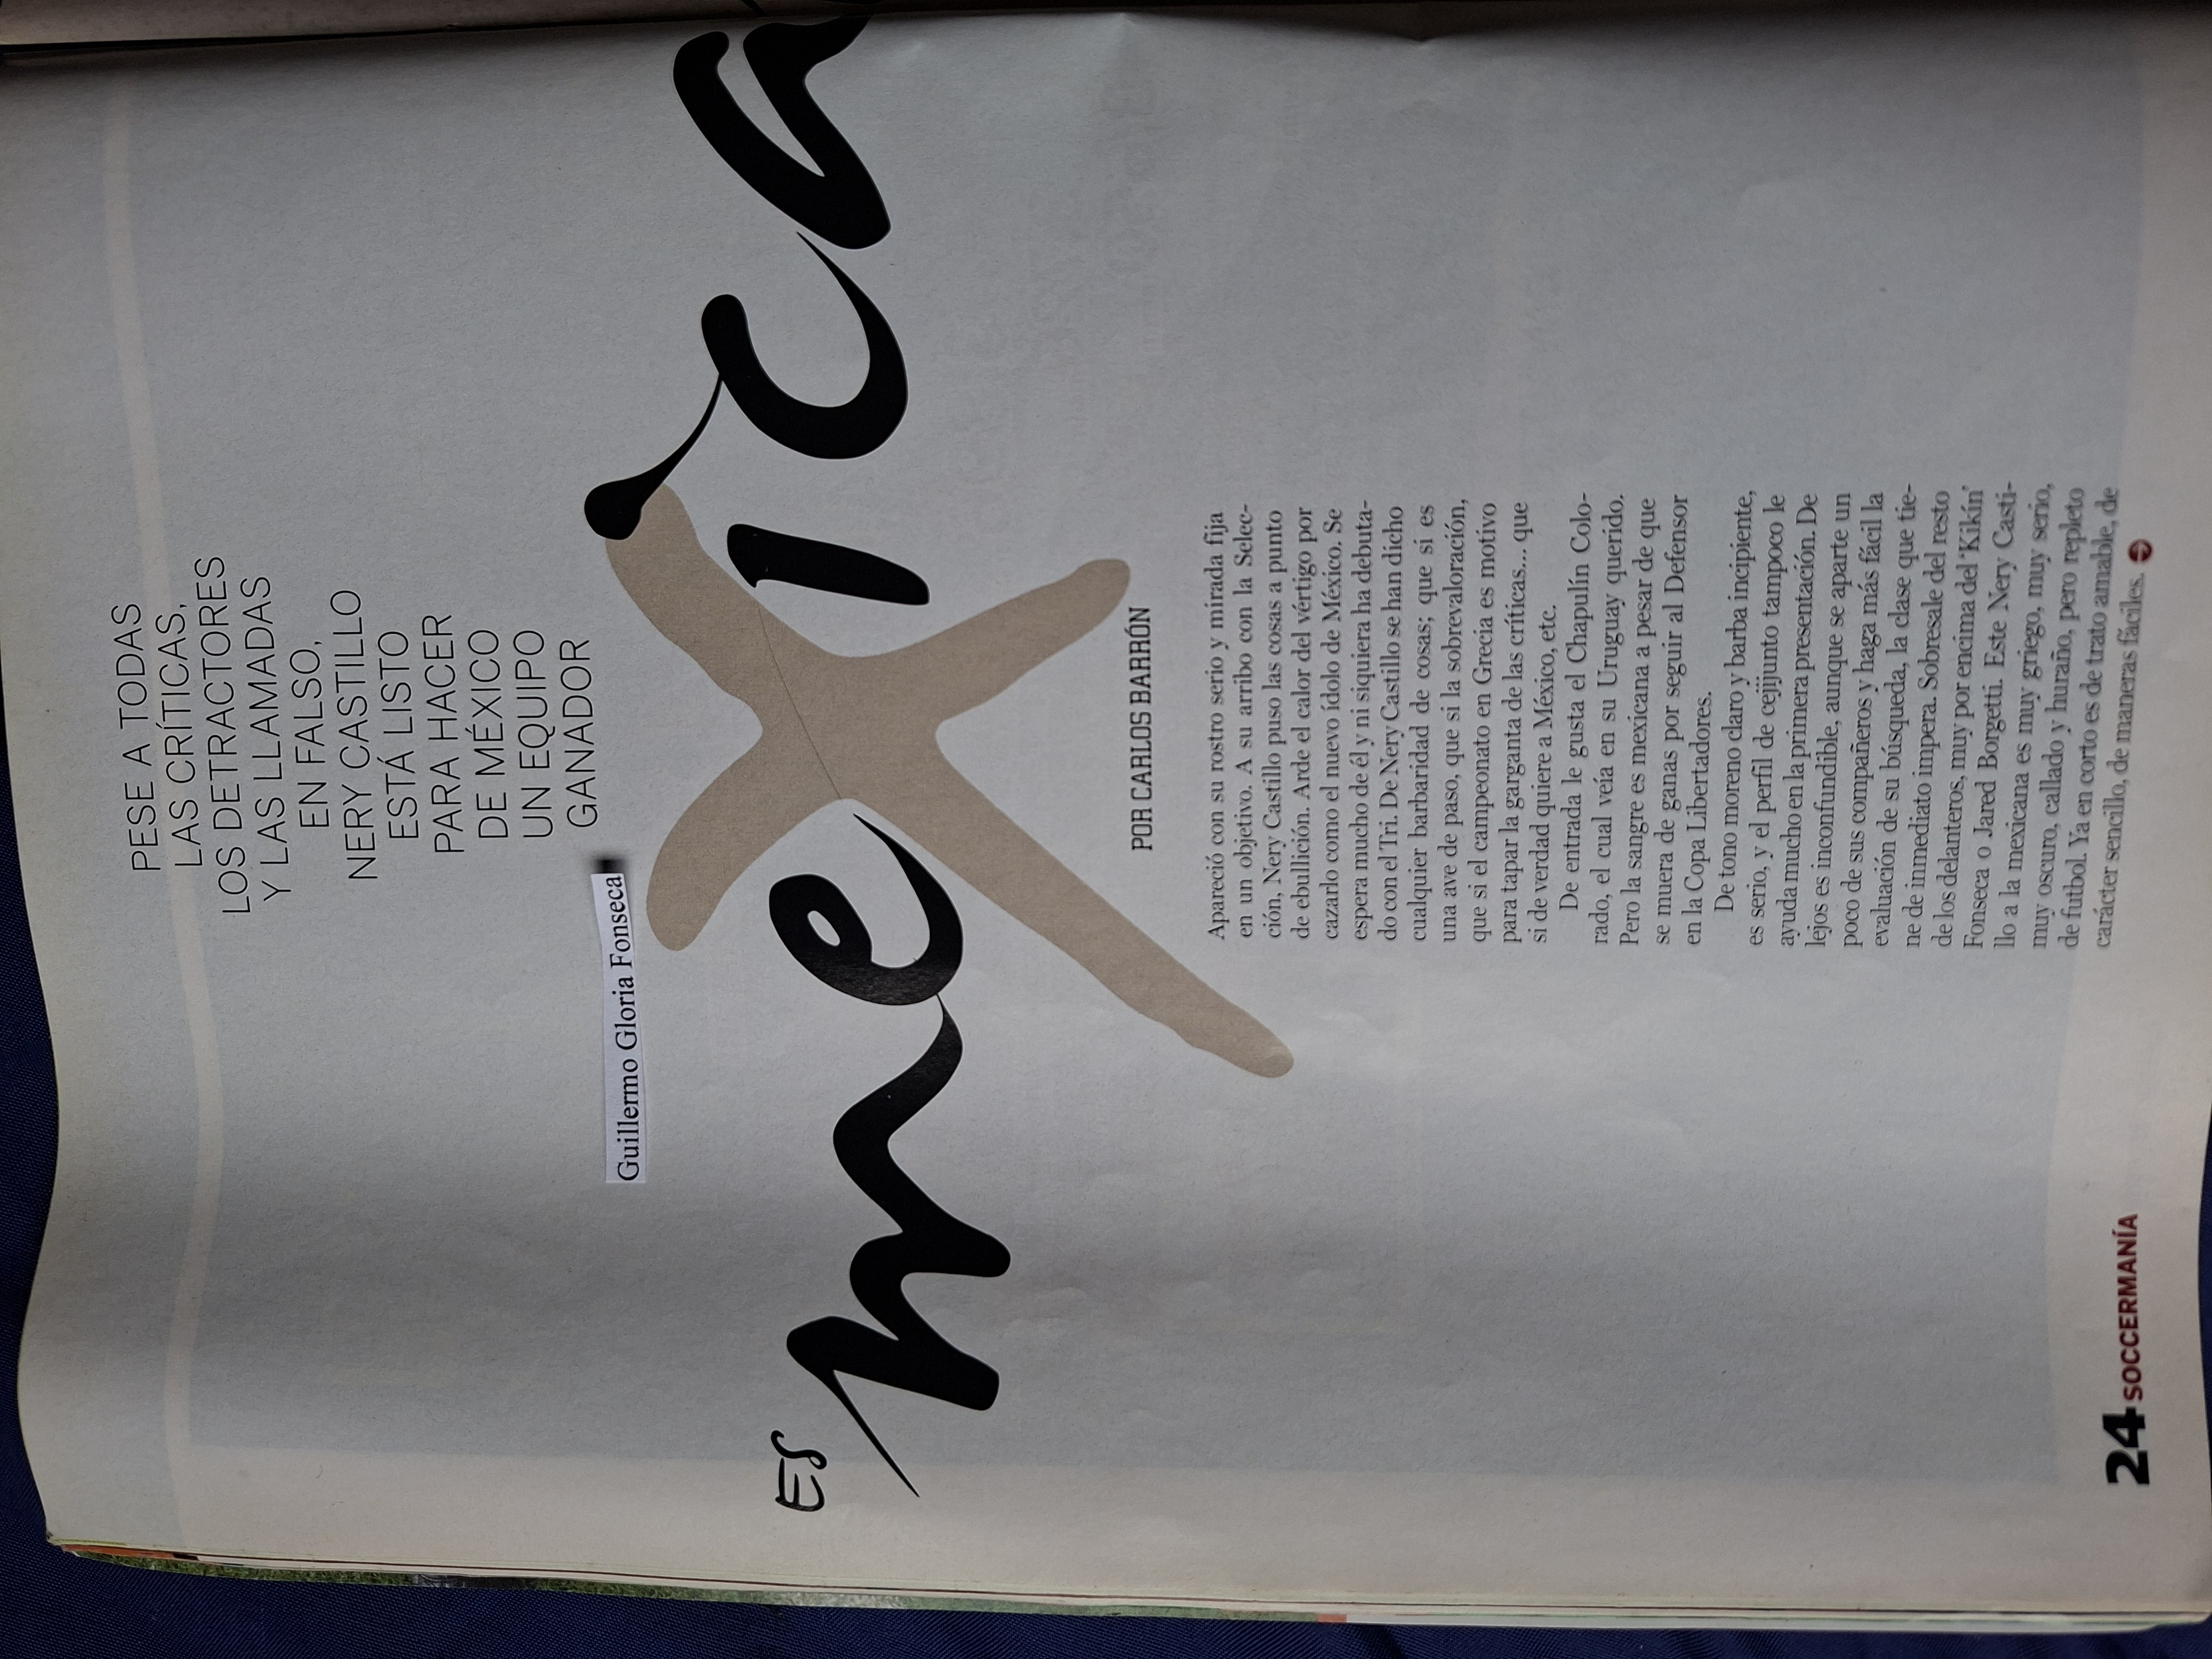 PESE A TODAS
LAS CRÍTICAS,
LOS DETRACTORES
Y LAS LLAMADAS
EN FALSO,
NERY CASTILLO
ESTÁ LISTO
PARA HACER
DE MÉXICO
UN EQUIPO
GANADOR
Guillermo Gloria Fonseca
ES
mexica
POR CARLOS BARRÓN
Apareció con su rostro serio y mirada fija
en un objetivo. A su arribo con la Selec-
ción, Nery Castillo puso las cosas a punto
de ebullición. Arde el calor del vértigo por
cazarlo como el nuevo ídolo de México. Se
espera mucho de él y ni siquiera ha debuta-
do con el Tri. De Nery Castillo se han dicho
cualquier barbaridad de cosas; que si es
una ave de paso, que si la sobrevaloración,
que si el campeonato en Grecia es motivo
para tapar la garganta de las críticas... que
si de verdad quiere a México, etc.
De entrada le gusta el Chapulín Colo-
rado, el cual veía en su Uruguay querido.
Pero la sangre es mexicana a pesar de que
se muera de ganas por seguir al Defensor
en la Copa Libertadores.
De tono moreno claro y barba incipiente,
es serio, y el perfil de cejijunto tampoco le
ayuda mucho en la primera presentación. De
lejos es inconfundible, aunque se aparte un
poco de sus compañeros y haga más fácil la
evaluación de su búsqueda, la clase que tie-
ne de inmediato impera. Sobresale del resto
de los delanteros, muy por encima del 'Kikín'
Fonseca o Jared Borgetti. Este Nery Casti-
llo a la mexicana es muy griego, muy serio,
muy oscuro, callado y huraño, pero repleto
de futbol. Ya en corto es de trato amable, de
carácter sencillo, de maneras fáciles.
24 SOCCERMANÍA